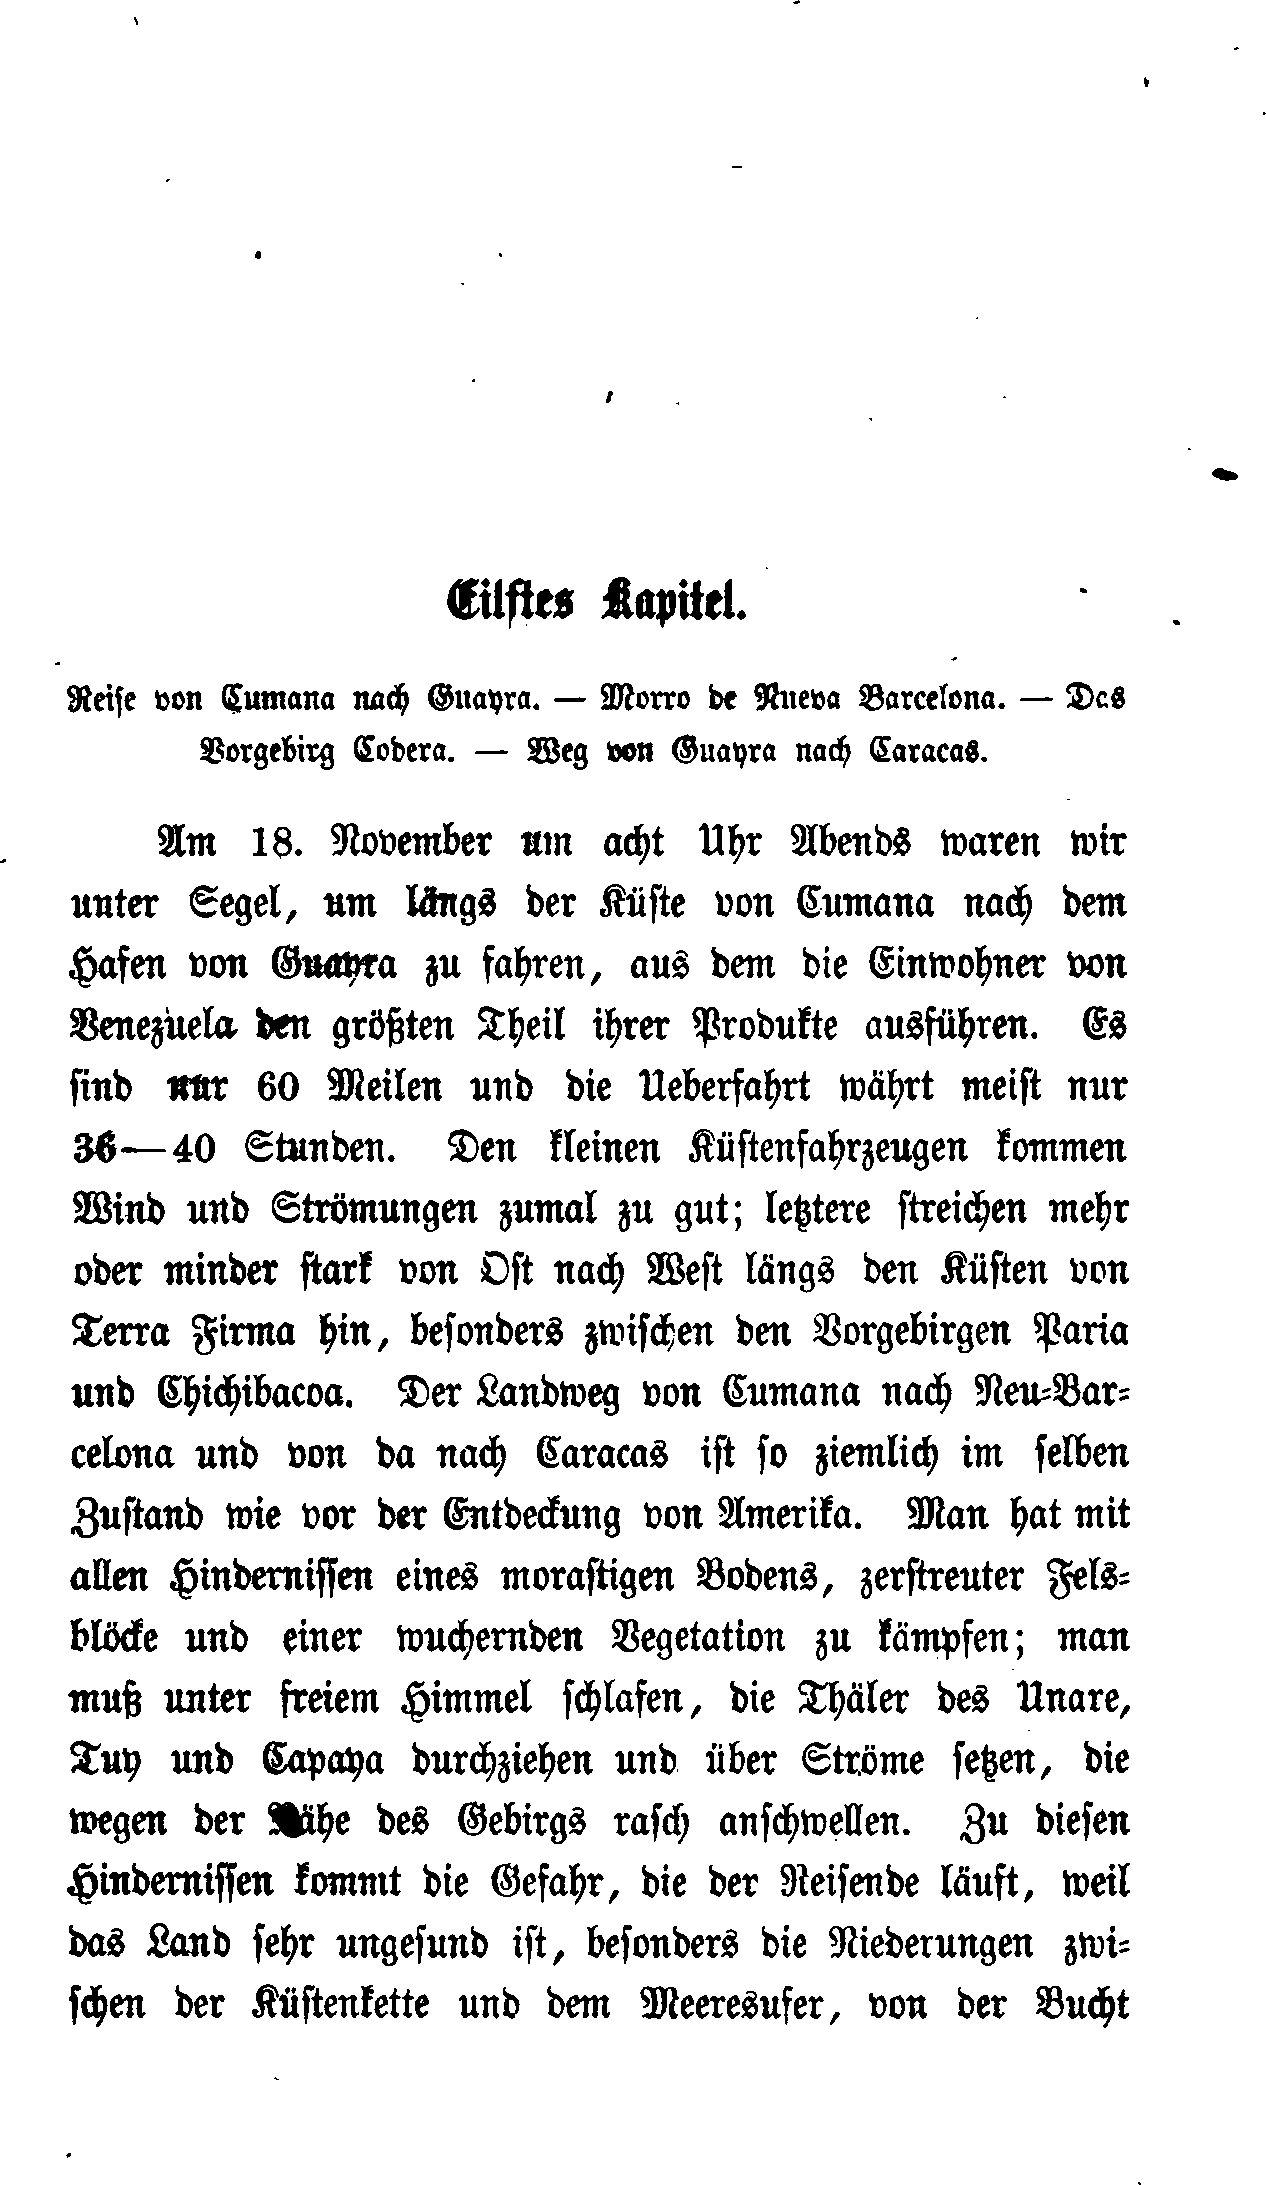 Eilftes Kapitel.
Reise von Cumana nach Guayra. — Morro de Nueva Barcelona. — Das
Vorgebirg Codera. — Weg von Guayra nach Caracas.
Am 18. November um acht Uhr Abends waren wir
unter Segel, um längs der Küste von Cumana nach dem
Hafen von Guayra zu fahren, aus dem die Einwohner von
Venezuela den größten Theil ihrer Produkte ausführen. Es
sind nur 60 Meilen und die Ueberfahrt währt meist nur
36—40 Stunden. Den kleinen Küstenfahrzeugen kommen
Wind und Strömungen zumal zu gut; letztere streichen mehr
oder minder stark von Ost nach West längs den Küsten von
Terra Firma hin, besonders zwischen den Vorgebirgen Paria
und Chichibacoa. Der Landweg von Cumana nach Neu-Bar-
celona und von da nach Caracas ist so ziemlich im selben
Zustand wie vor der Entdeckung von Amerika. Man hat mit
allen Hindernissen eines morastigen Bodens, zerstreuter Fels-
blöcke und einer wuchernden Vegetation zu kämpfen; man
muß unter freiem Himmel schlafen, die Thäler des Unare,
Tuy und Capaya durchziehen und über Ströme setzen, die
wegen der Nähe des Gebirgs rasch anschwellen. Zu diesen
Hindernissen kommt die Gefahr, die der Reisende läuft, weil
das Land sehr ungesund ist, besonders die Niederungen zwi-
schen der Küstenkette und dem Meeresufer, von der Bucht